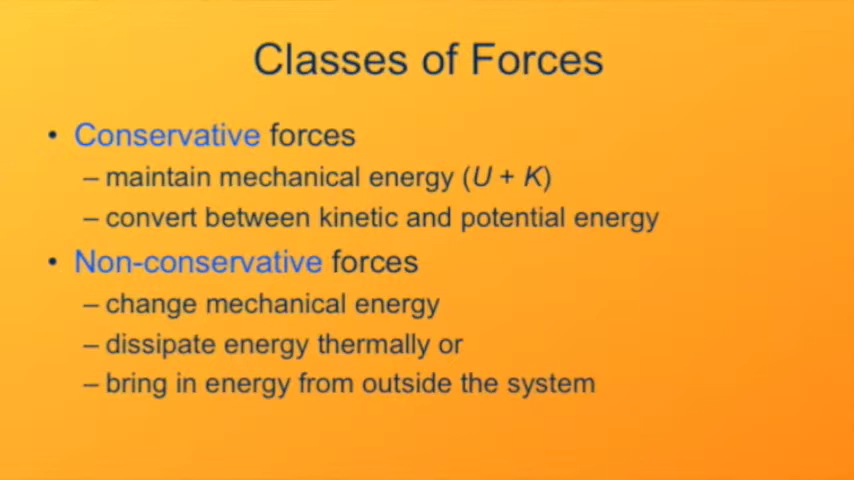 Classes of Forces
• Conservative forces
– maintain mechanical energy (U + K)
– convert between kinetic and potential energy
• Non-conservative forces
– change mechanical energy
– dissipate energy thermally or
– bring in energy from outside the system